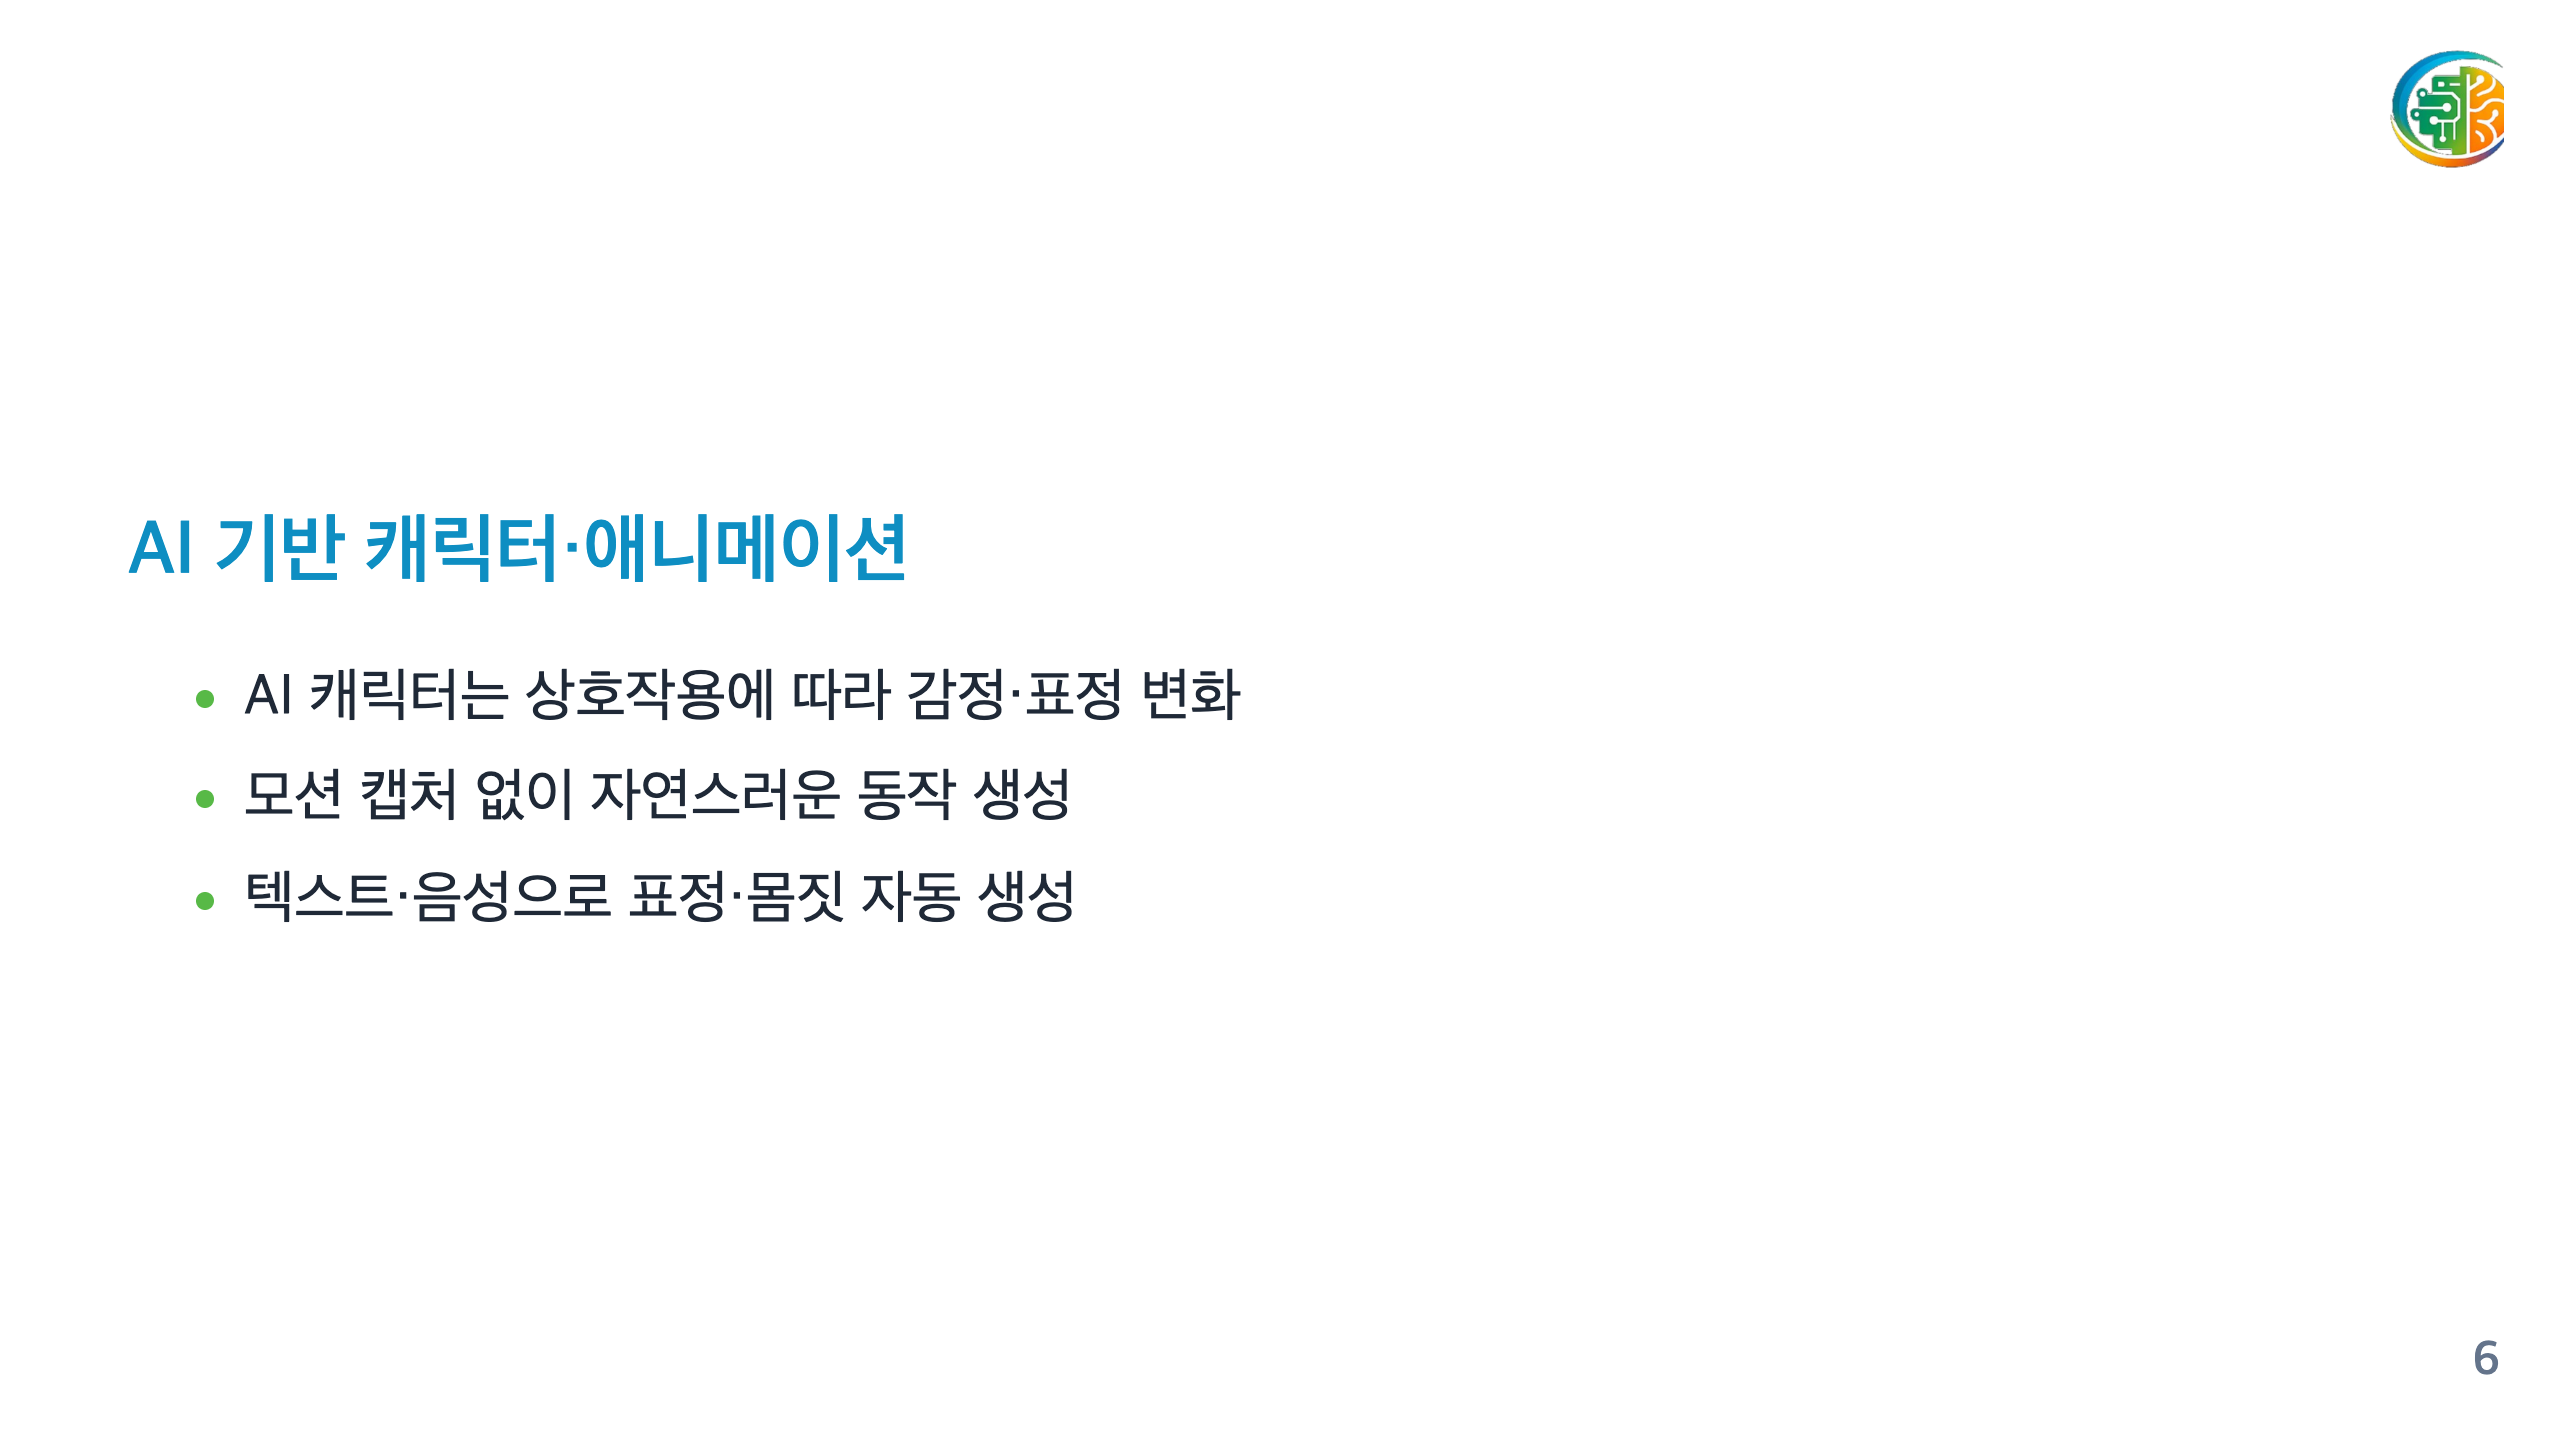 AI 기반 캐릭터·애니메이션
• AI 캐릭터는 상호작용에 따라 감정·표정 변화
• 모션 캡처 없이 자연스러운 동작 생성
• 텍스트·음성으로 표정·몸짓 자동 생성
6